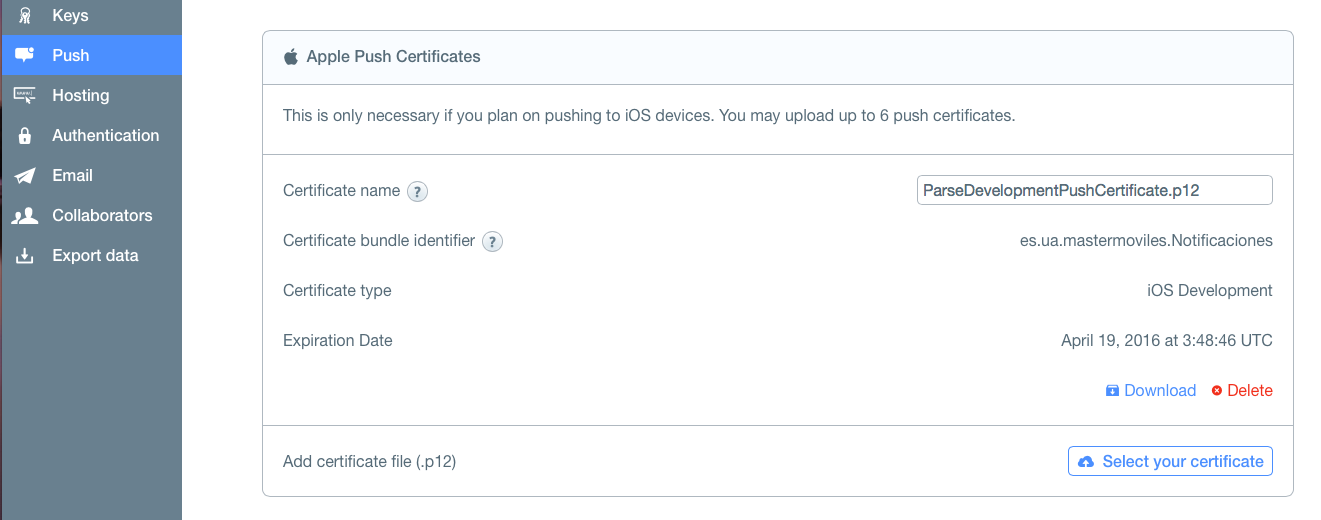 Keys
Push
Hosting
Authentication
Email
Collaborators
Export data
Apple Push Certificates
This is only necessary if you plan on pushing to iOS devices. You may upload up to 6 push certificates.
Certificate name ? ParseDevelopmentPushCertificate.p12
Certificate bundle identifier ? es.ua.mastermoviles.Notificaciones
Certificate type iOS Development
Expiration Date April 19, 2016 at 3:48:46 UTC
Download Delete
Add certificate file (.p12) Select your certificate